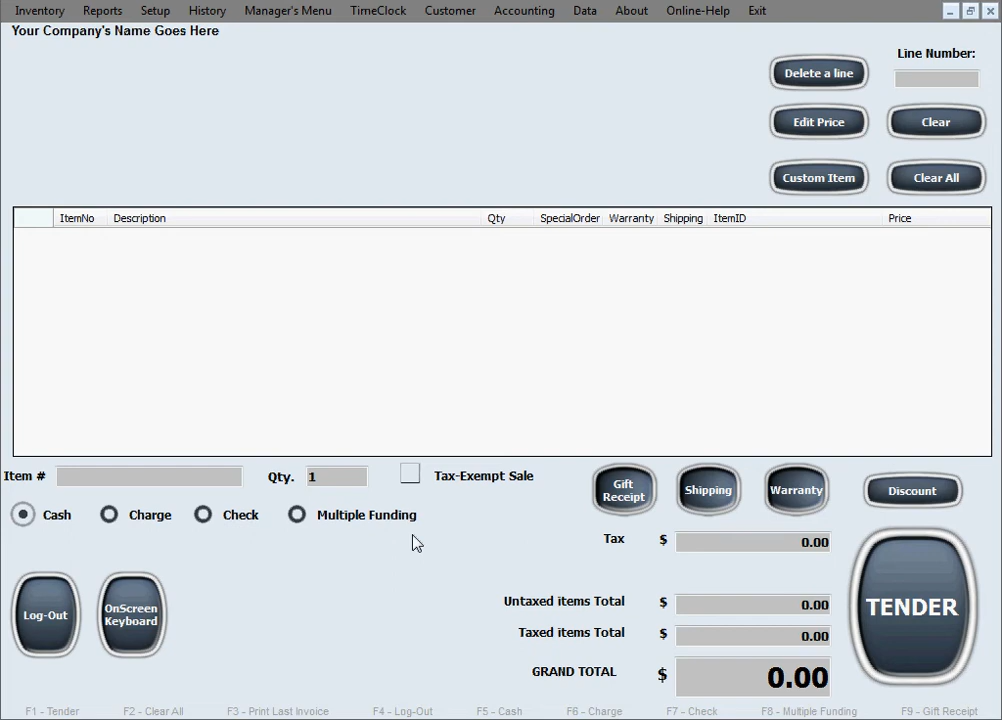 Inventory Reports Setup History Manager's Menu TimeClock Customer Accounting Data About Online-Help Exit
Your Company's Name Goes Here
Line Number:
Delete a line
Edit Price Clear
Custom Item Clear All
ItemNo Description Qty SpecialOrder Warranty Shipping ItemID Price
Item # Qty. 1 Tax-Exempt Sale
Gift
Receipt
Shipping Warranty Discount
Cash Charge Check Multiple Funding
Tax $ 0.00
Log-Out
OnScreen
Keyboard
TENDER
Untaxed items Total $ 0.00
Taxed items Total $ 0.00
GRAND TOTAL $ 0.00
F1 - Tender F2 - Clear All F3 - Print Last Invoice F4 - Log-Out F5 - Cash F6 - Charge F7 - Check F8 - Multiple Funding F9 - Gift Receipt